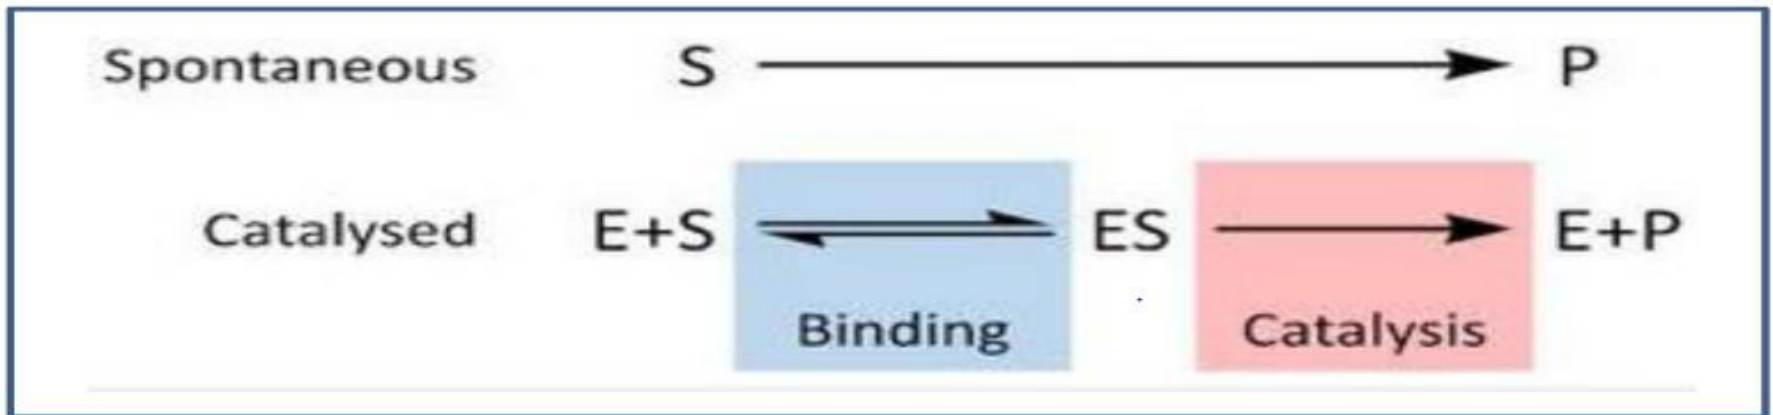 Spontaneous S P
Catalysed E+S ES E+P
Binding Catalysis